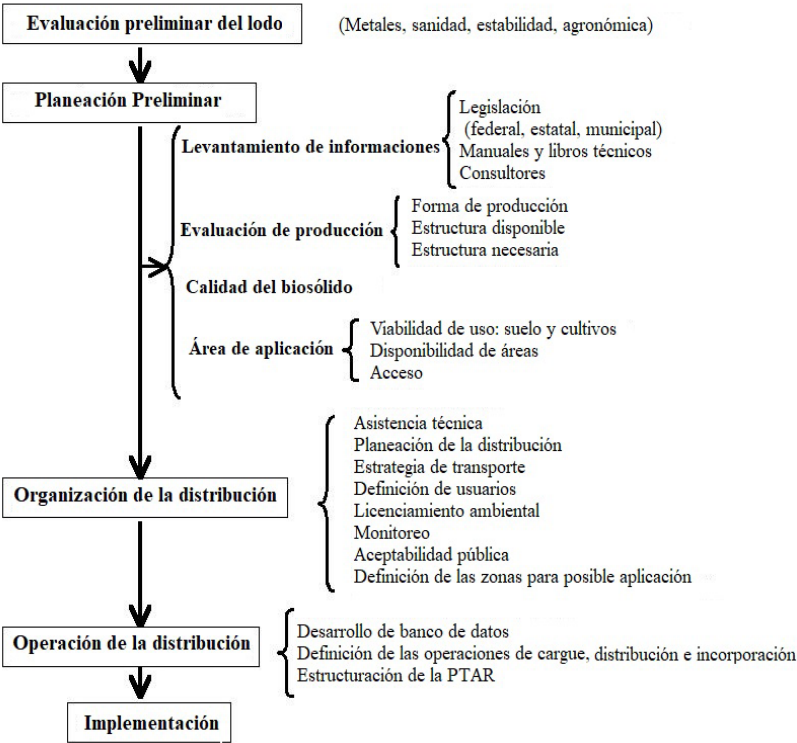 Evaluación preliminar del lodo
(Metales, sanidad, estabilidad, agronómica)
Planeación Preliminar
Levantamiento de informaciones
Legislación
(federal, estatal, municipal)
Manuales y libros técnicos
Consultores
Evaluación de producción
Forma de producción
Estructura disponible
Estructura necesaria
Calidad del biosólido
Área de aplicación
Viabilidad de uso: suelo y cultivos
Disponibilidad de áreas
Acceso
Organización de la distribución
Asistencia técnica
Planeación de la distribución
Estrategia de transporte
Definición de usuarios
Licenciamiento ambiental
Monitoreo
Aceptabilidad pública
Definición de las zonas para posible aplicación
Operación de la distribución
Desarrollo de banco de datos
Definición de las operaciones de cargue, distribución e incorporación
Estructuración de la PTAR
Implementación